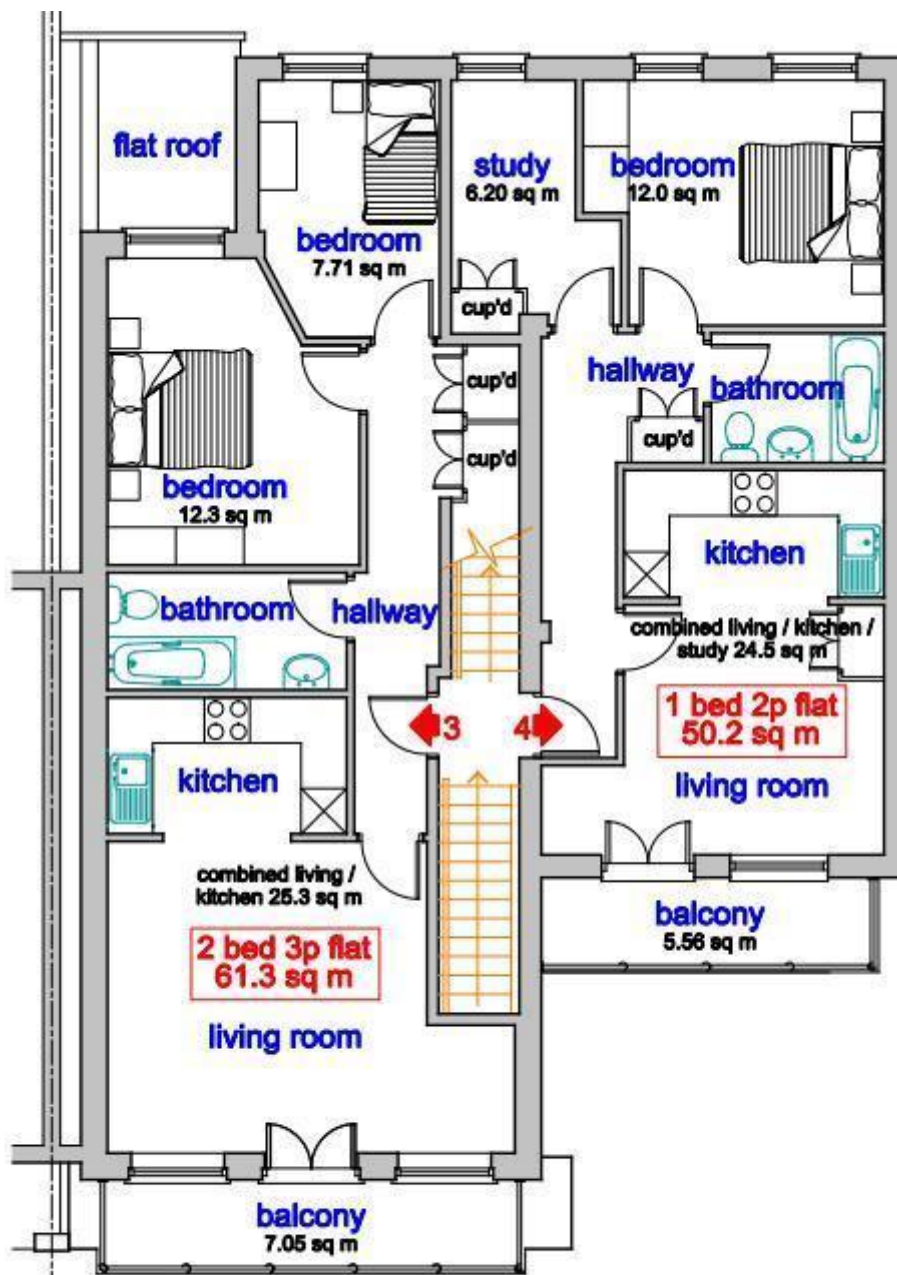 flat roof
bedroom
7.71 sq m
study
6.20 sq m
bedroom
12.0 sq m
cup'd
hallway
bathroom
cup'd
cup'd
cup'd
bedroom
12.3 sq m
kitchen
bathroom
hallway
combined living / kitchen /
study 24.5 sq m
1 bed 2p flat
50.2 sq m
3
4
kitchen
living room
combined living /
kitchen 25.3 sq m
2 bed 3p flat
61.3 sq m
balcony
5.56 sq m
living room
balcony
7.05 sq m